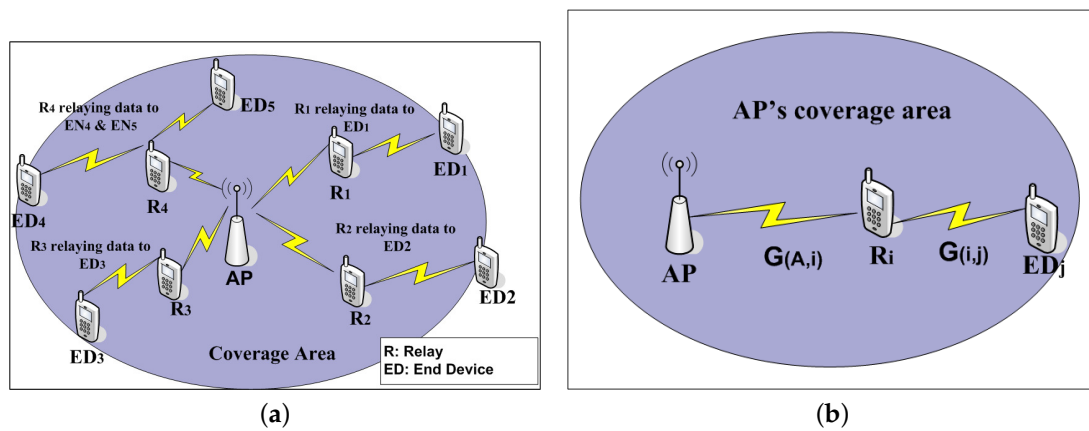 R4 relaying data to
EN4 & EN5
ED5
R1 relaying data to
ED1
ED1
R1
R4
ED4
AP
R3 relaying data to
ED3
R2 relaying data to
ED2
R3
R2
ED2
ED3
Coverage Area
R: Relay
ED: End Device
(a)
AP's coverage area
AP
G(A,i)
Ri
G(i,j)
EDj
(b)